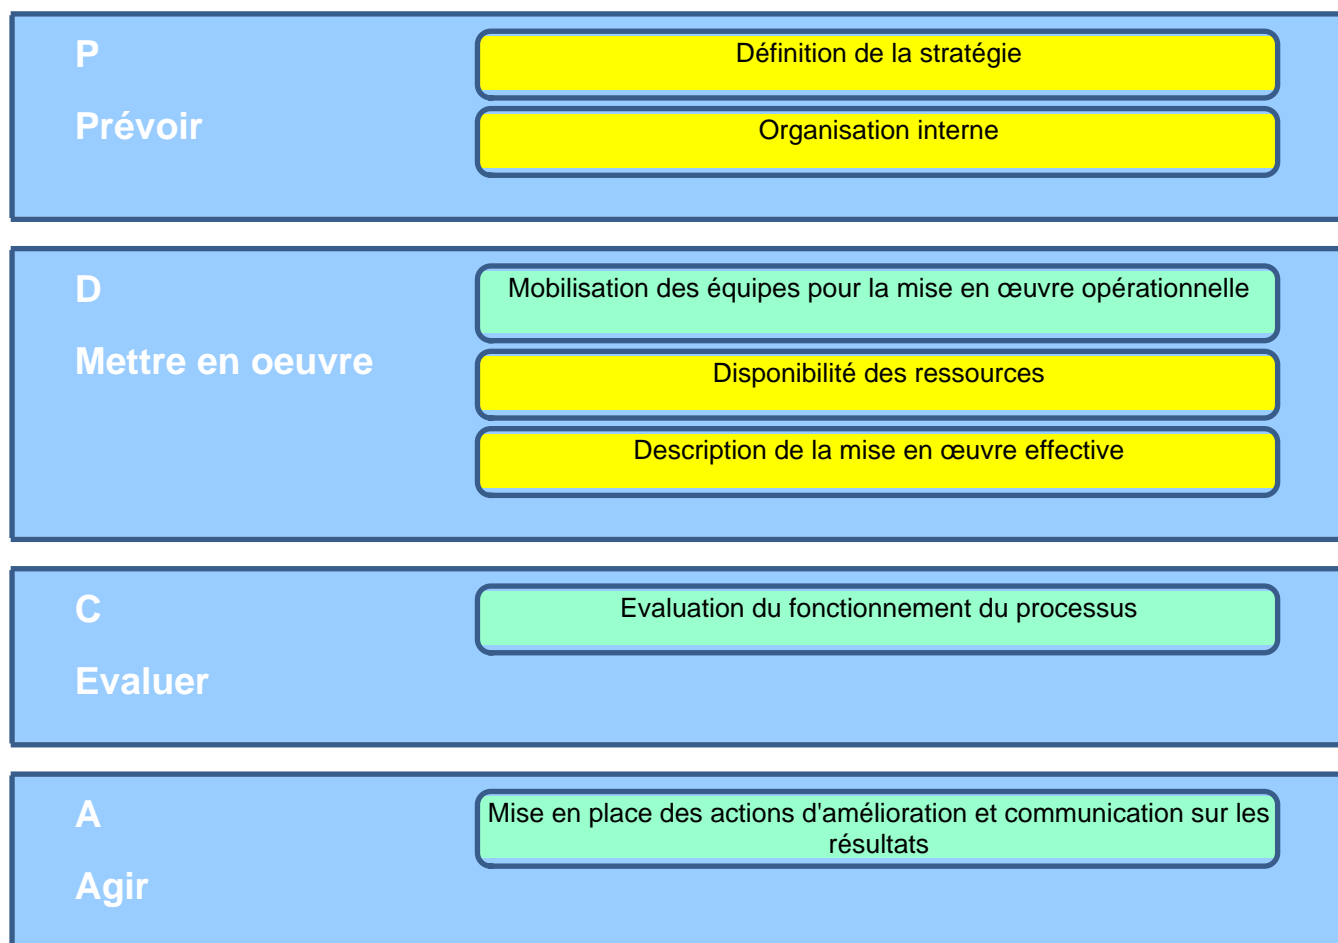 P
Définition de la stratégie
Prévoir
Organisation interne
D
Mobilisation des équipes pour la mise en œuvre opérationnelle
Mettre en oeuvre
Disponibilité des ressources
Description de la mise en œuvre effective
C
Evaluation du fonctionnement du processus
Evaluer
A
Mise en place des actions d'amélioration et communication sur les
résultats
Agir